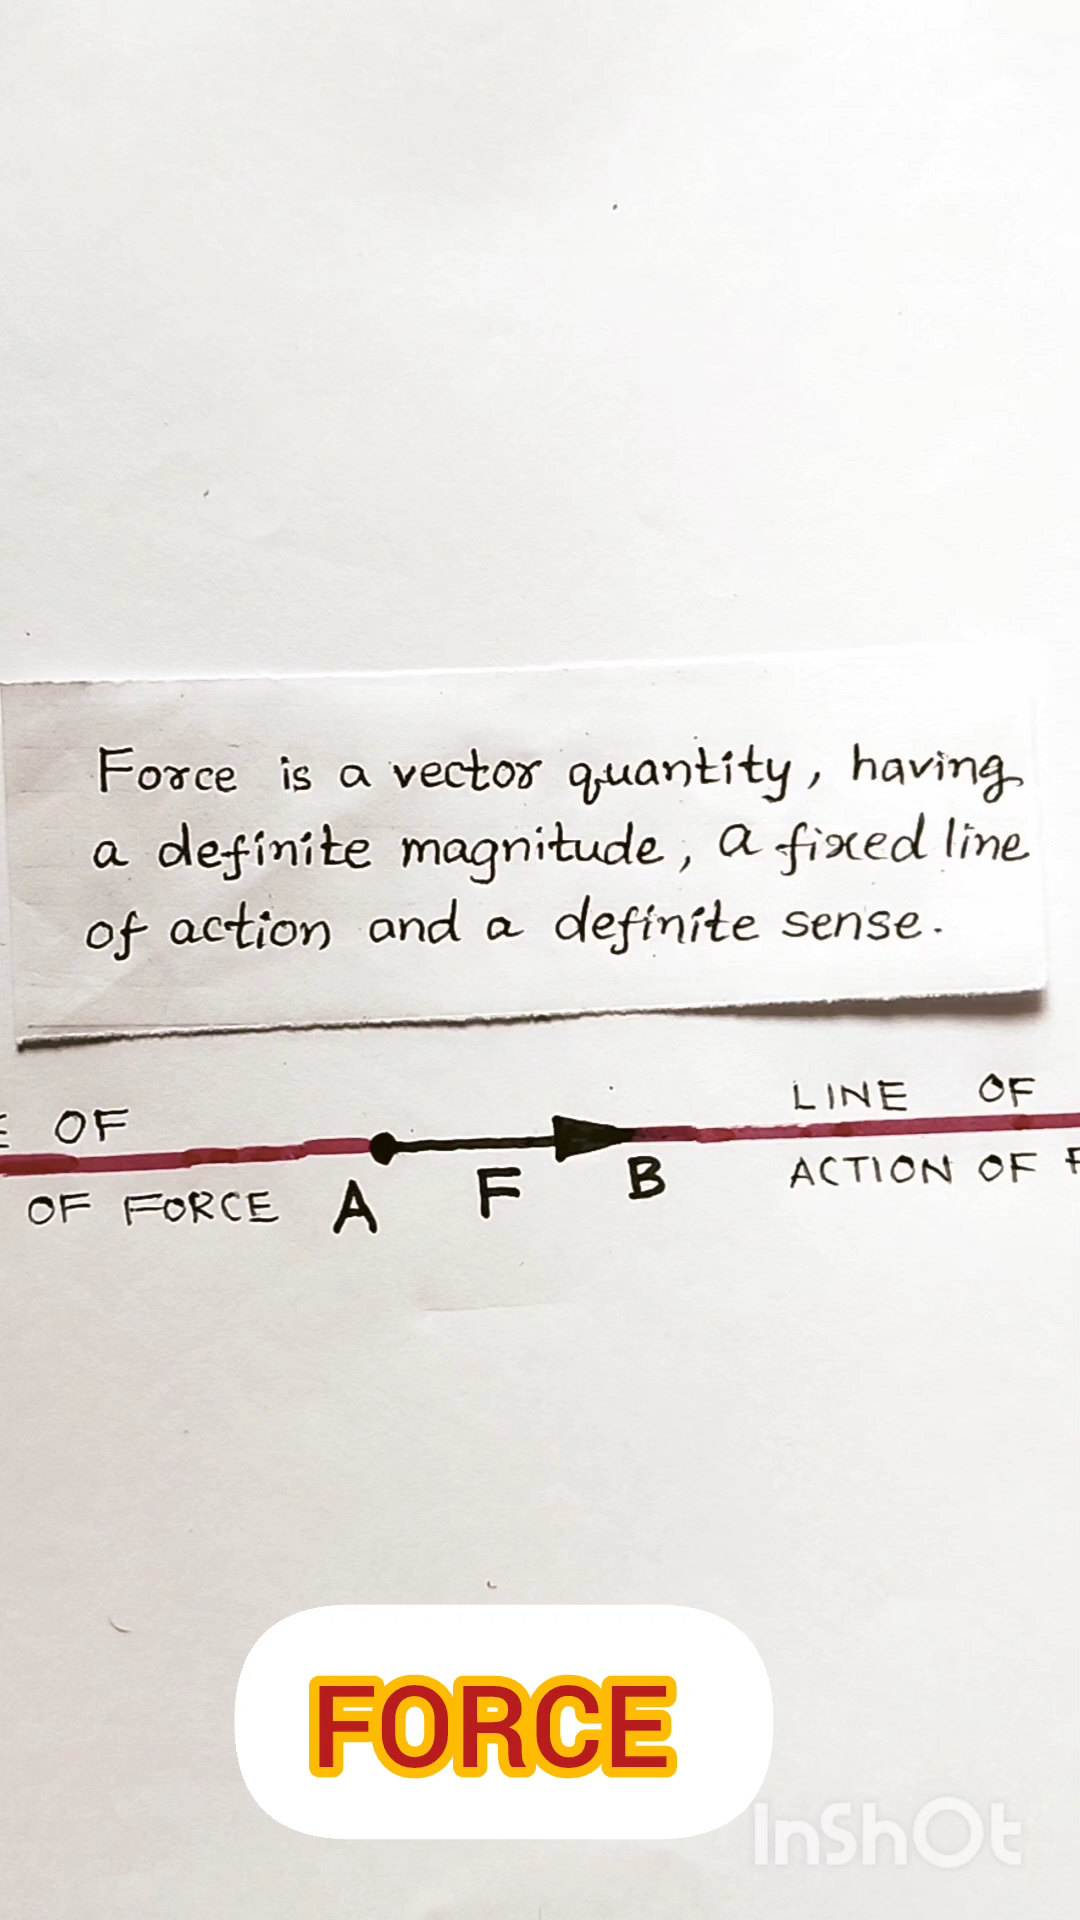 Force is a vector quantity, having
a definite magnitude, a fixed line
of action and a definite sense.
LINE OF
OF
ACTION OF F
OF FORCE A F B
FORCE
InShOt